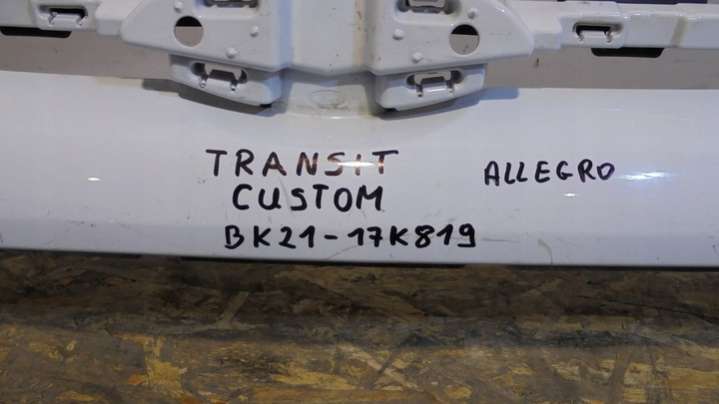 TRANSIT
CUSTOM
BK21-17K819
ALLEGRO